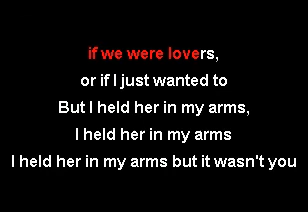 if we were lovers,
or if I just wanted to
But I held her in my arms,
I held her in my arms
I held her in my arms but it wasn't you